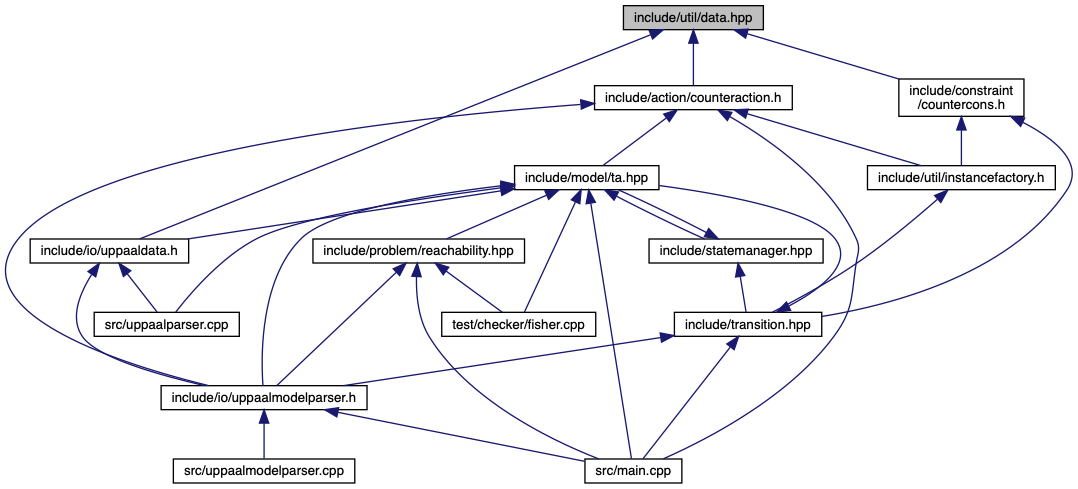 include/util/data.hpp
include/action/counteraction.h
include/constraint
/countercons.h
include/model/ta.hpp
include/util/instancefactory.h
include/io/uppaaldata.h
include/problem/reachability.hpp
include/statemanager.hpp
src/uppaalparser.cpp
test/checker/fisher.cpp
include/transition.hpp
include/io/uppaalmodelparser.h
src/uppaalmodelparser.cpp
src/main.cpp